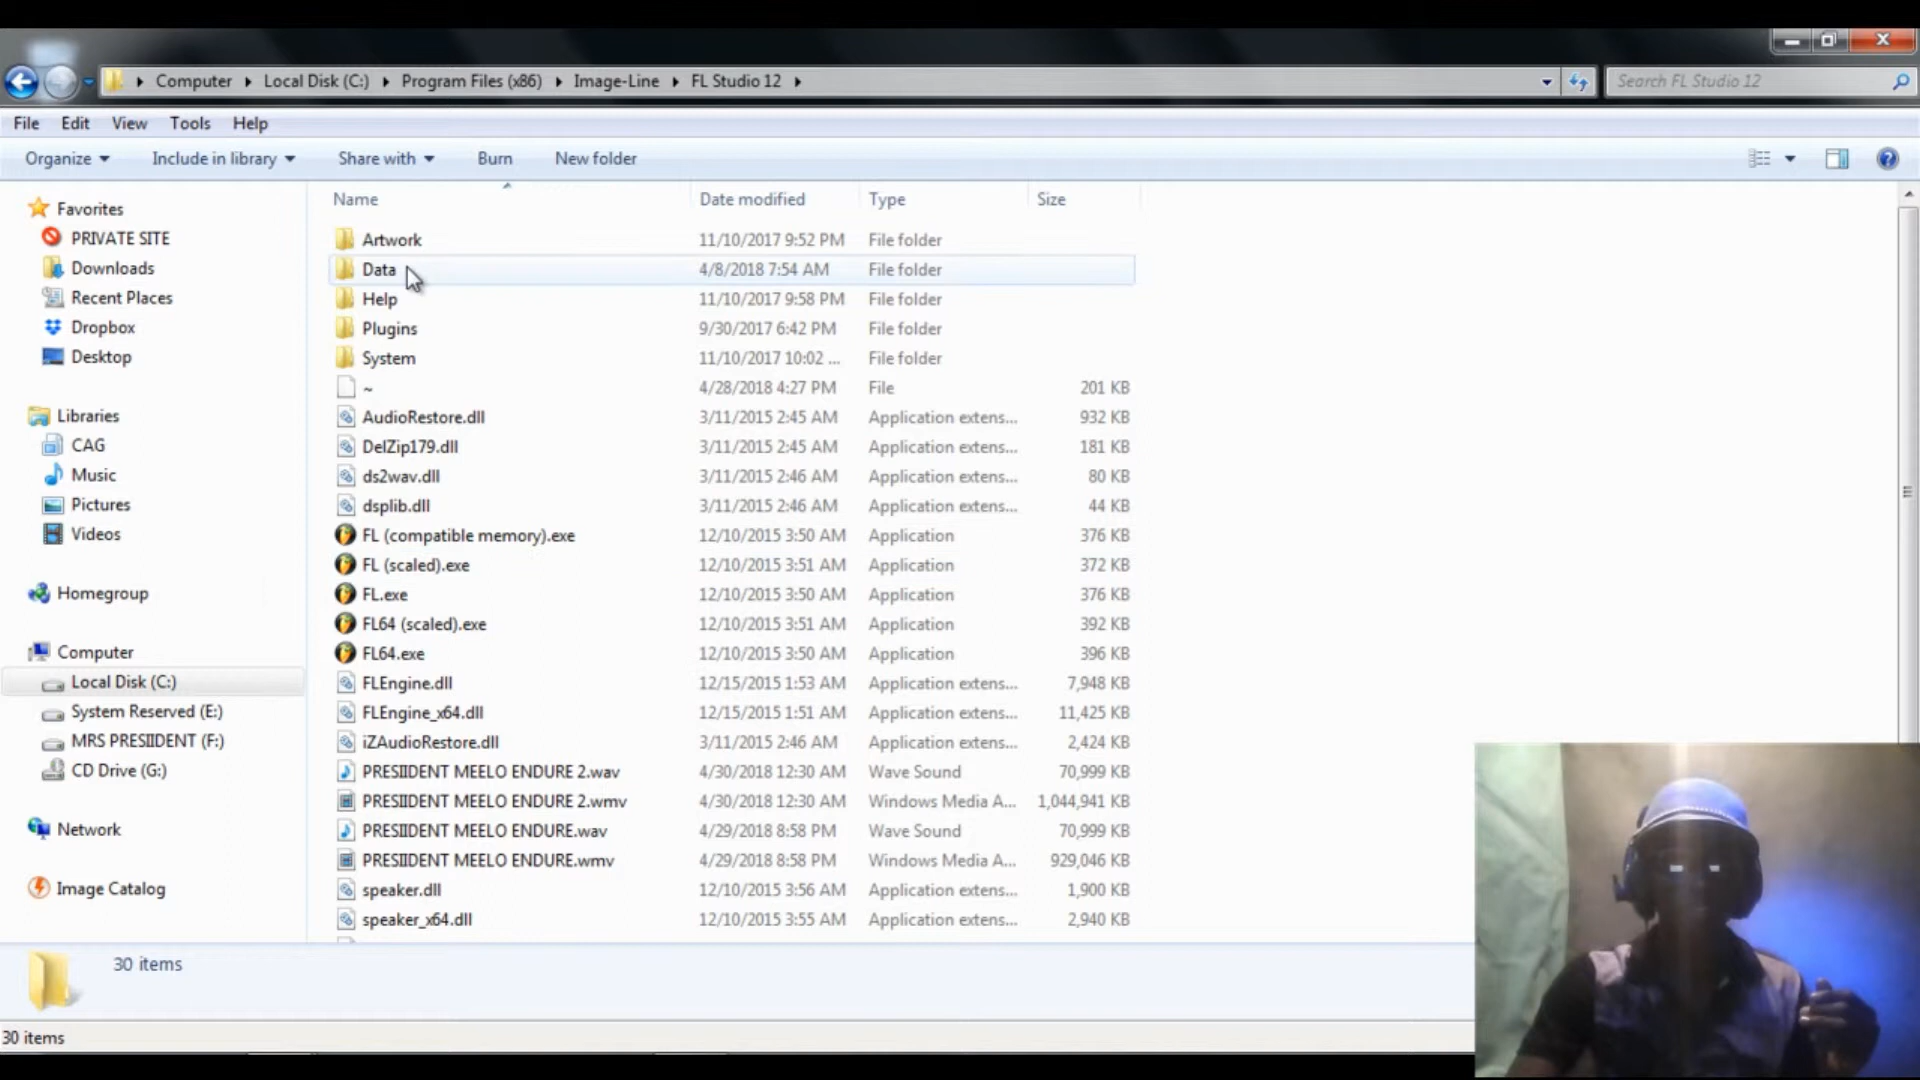 Computer Local Disk (C:) Program Files (x86) Image-Line FL Studio 12
Search FL Studio 12
File Edit View Tools Help
Organize Include in library Share with Burn New folder
Name Date modified Type Size
Favorites
PRIVATE SITE
Downloads
Recent Places
Dropbox
Desktop
Libraries
CAG
Music
Pictures
Videos
Homegroup
Computer
Local Disk (C:)
System Reserved (E:)
MRS PRESIIDENT (F:)
CD Drive (G:)
Network
Image Catalog
Artwork 11/10/2017 9:52 PM File folder
Data 4/8/2018 7:54 AM File folder
Help 11/10/2017 9:58 PM File folder
Plugins 9/30/2017 6:42 PM File folder
System 11/10/2017 10:02 ... File folder
~ 4/28/2018 4:27 PM File 201 KB
AudioRestore.dll 3/11/2015 2:45 AM Application extens... 932 KB
DelZip179.dll 3/11/2015 2:45 AM Application extens... 181 KB
ds2wav.dll 3/11/2015 2:46 AM Application extens... 80 KB
dsplib.dll 3/11/2015 2:46 AM Application extens... 44 KB
FL (compatible memory).exe 12/10/2015 3:50 AM Application 376 KB
FL (scaled).exe 12/10/2015 3:51 AM Application 372 KB
FL.exe 12/10/2015 3:50 AM Application 376 KB
FL64 (scaled).exe 12/10/2015 3:51 AM Application 392 KB
FL64.exe 12/10/2015 3:50 AM Application 396 KB
FLEngine.dll 12/15/2015 1:53 AM Application extens... 7,948 KB
FLEngine_x64.dll 12/15/2015 1:51 AM Application extens... 11,425 KB
iZAudioRestore.dll 3/11/2015 2:46 AM Application extens... 2,424 KB
PRESIIDENT MEELO ENDURE 2.wav 4/30/2018 12:30 AM Wave Sound 70,999 KB
PRESIIDENT MEELO ENDURE 2.wmv 4/30/2018 12:30 AM Windows Media A... 1,044,941 KB
PRESIIDENT MEELO ENDURE.wav 4/29/2018 8:58 PM Wave Sound 70,999 KB
PRESIIDENT MEELO ENDURE.wmv 4/29/2018 8:58 PM Windows Media A... 929,046 KB
speaker.dll 12/10/2015 3:56 AM Application extens... 1,900 KB
speaker_x64.dll 12/10/2015 3:55 AM Application extens... 2,940 KB
30 items
30 items